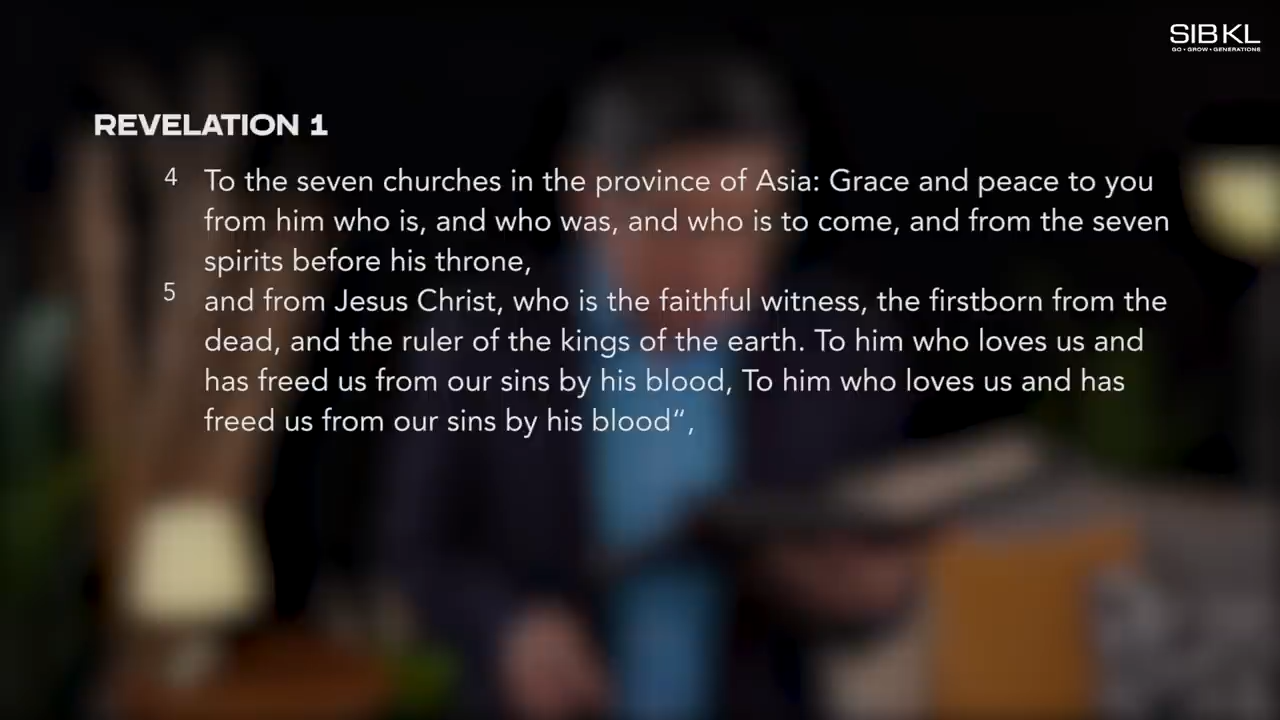 SIBKL
GO • GROW • GENERATIONS
REVELATION 1
4 To the seven churches in the province of Asia: Grace and peace to you
from him who is, and who was, and who is to come, and from the seven
spirits before his throne,
5 and from Jesus Christ, who is the faithful witness, the firstborn from the
dead, and the ruler of the kings of the earth. To him who loves us and
has freed us from our sins by his blood, To him who loves us and has
freed us from our sins by his blood“,